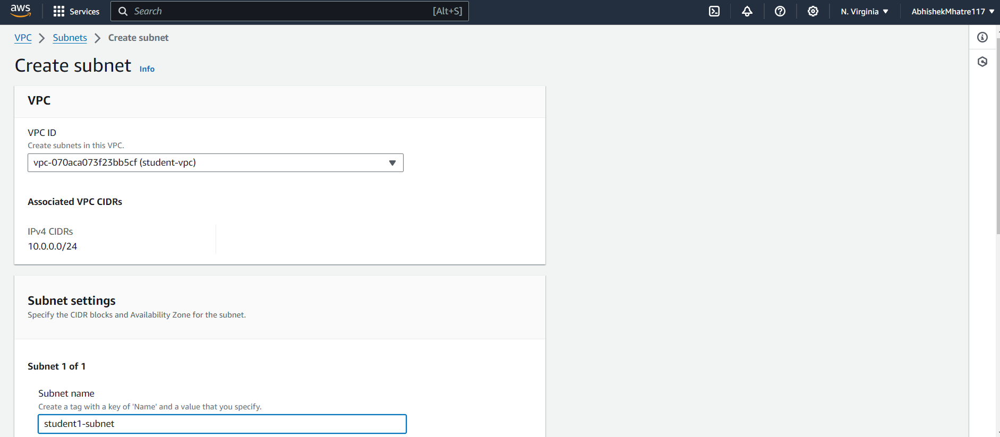 aws Services Search [Alt+S] N. Virginia AbhishekMhatre117
VPC Subnets Create subnet
Create subnet Info
VPC
VPC ID
Create subnets in this VPC.
vpc-070aca073f23bb5cf (student-vpc)
Associated VPC CIDRs
IPv4 CIDRs
10.0.0.0/24
Subnet settings
Specify the CIDR blocks and Availability Zone for the subnet.
Subnet 1 of 1
Subnet name
Create a tag with a key of 'Name' and a value that you specify.
student1-subnet